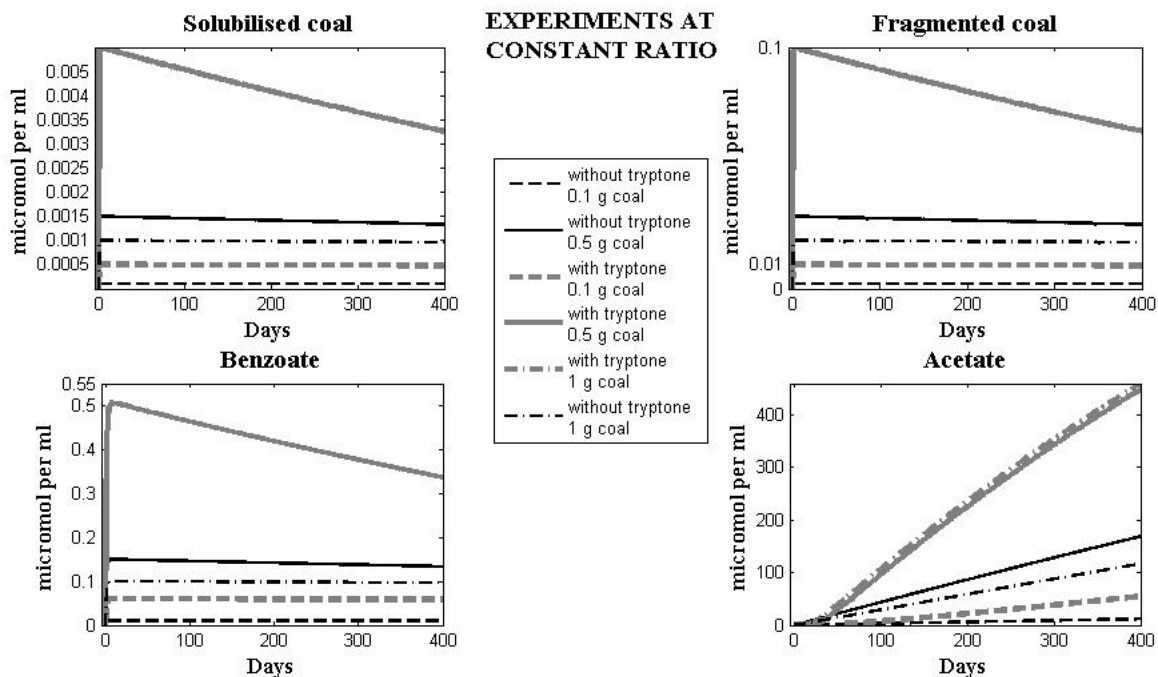 Solubilised coal
EXPERIMENTS AT
CONSTANT RATIO
Fragmented coal
micromol per ml
0.005
0.0045
0.004
0.0035
0.003
0.0025
0.002
0.0015
0.001
0.0005
0
100
200
300
400
Days
without tryptone
0.1 g coal
without tryptone
0.5 g coal
with tryptone
0.1 g coal
with tryptone
0.5 g coal
with tryptone
1 g coal
without tryptone
1 g coal
micromol per ml
0.1
0.1
0.01
0
0
100
200
300
400
Days
Benzoate
micromol per ml
0.55
0.5
0.4
0.3
0.2
0.1
0
0
100
200
300
400
Days
Acetate
micromol per ml
400
300
200
100
0
0
100
200
300
400
Days